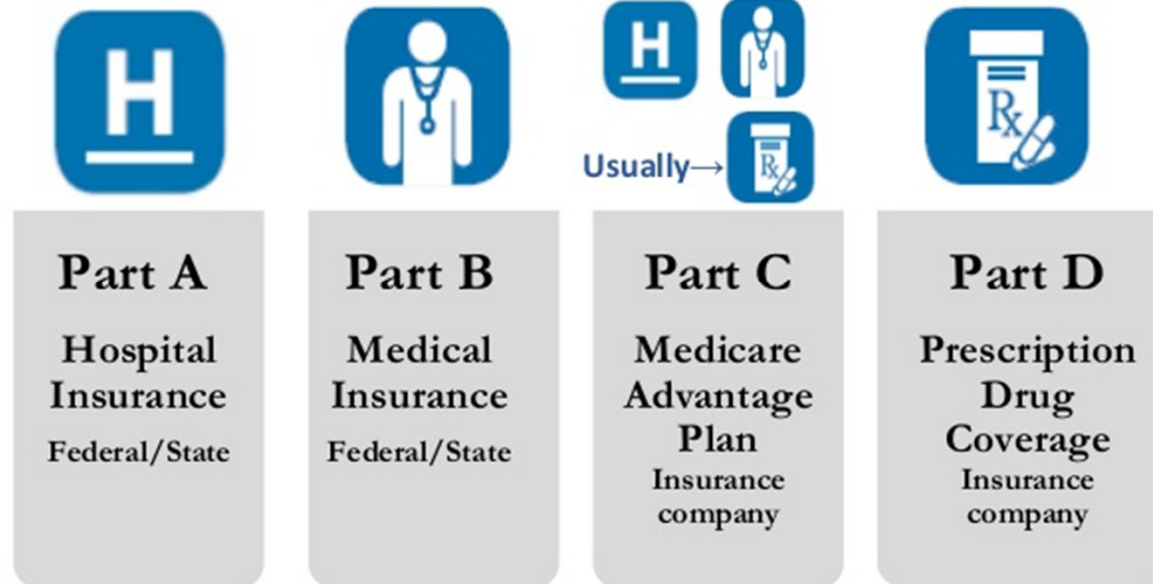 H
H
Usually→
Rx
Rx
Part A
Hospital
Insurance
Federal/State
Part B
Medical
Insurance
Federal/State
Part C
Medicare
Advantage
Plan
Insurance
company
Part D
Prescription
Drug
Coverage
Insurance
company